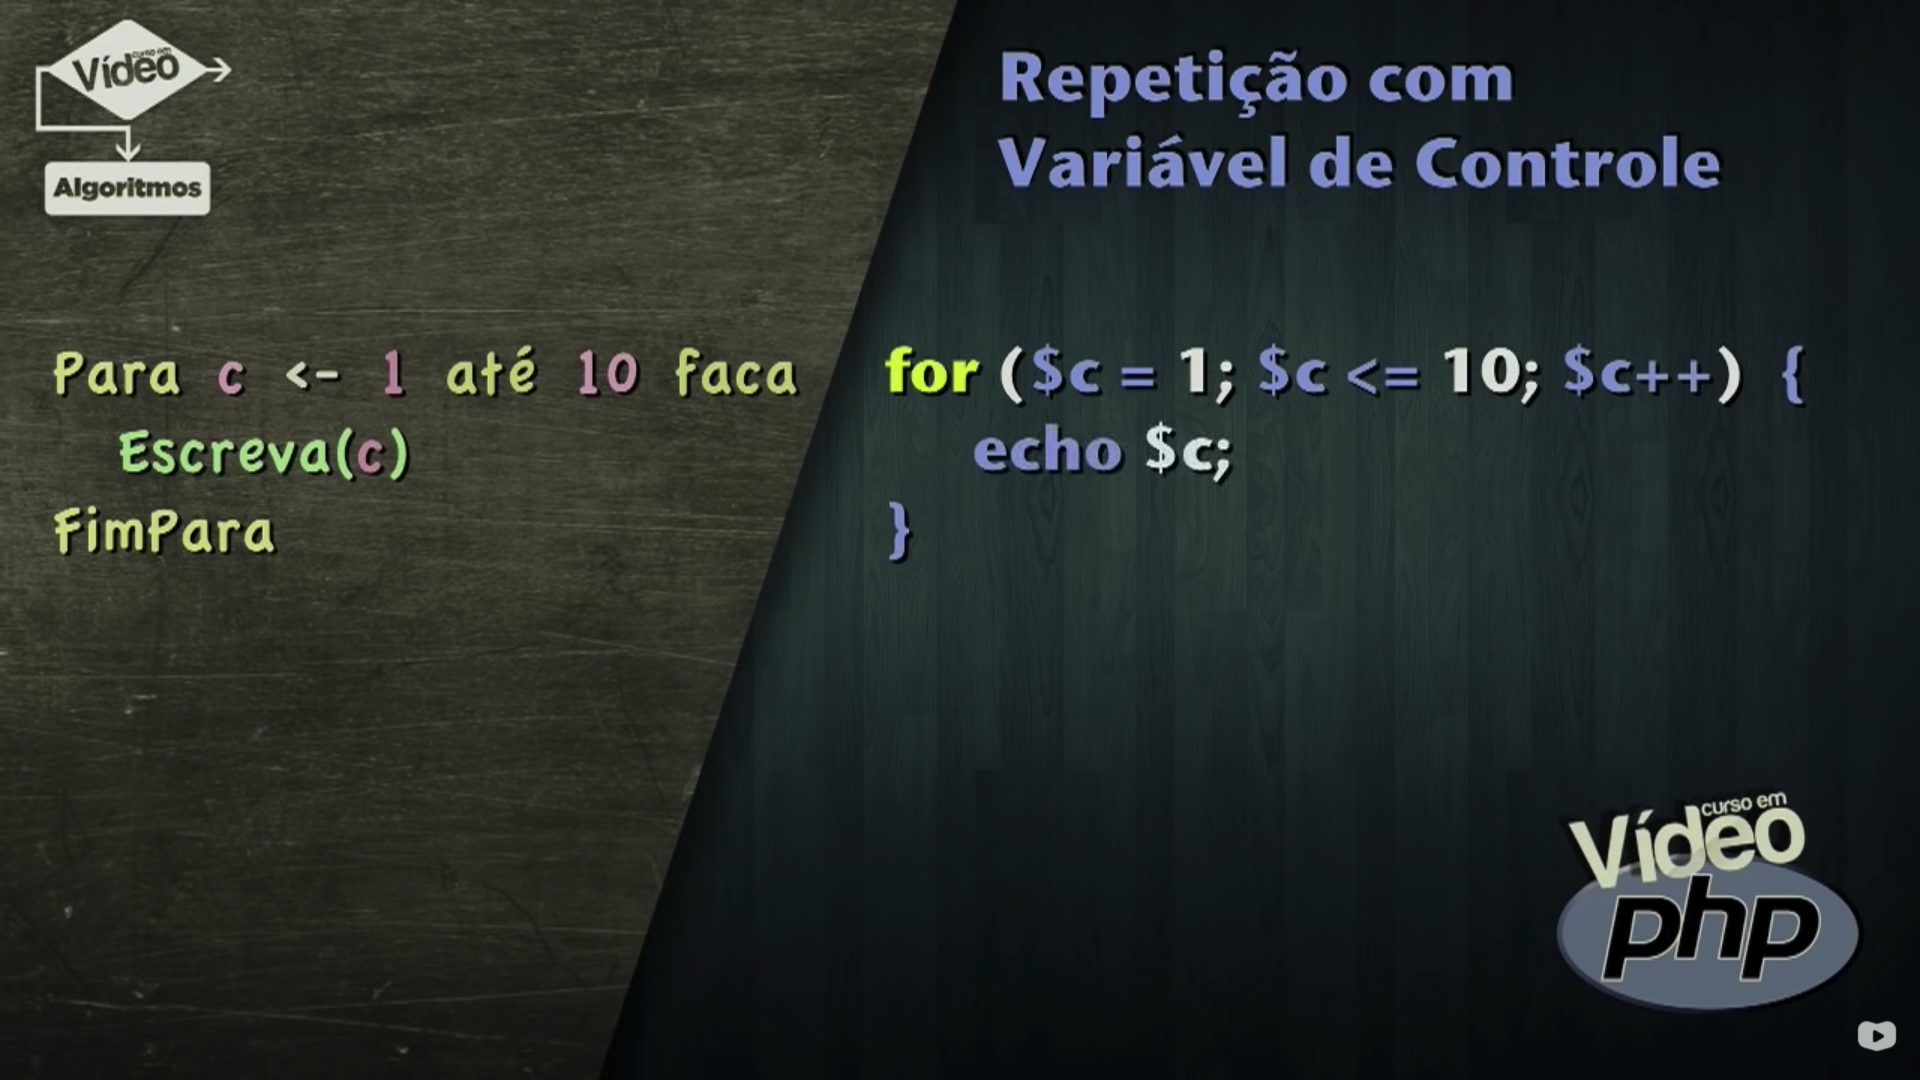 curso em
Vídeo
Algoritmos
Repetição com
Variável de Controle
Para c <- 1 até 10 faca
Escreva(c)
FimPara
for ($c = 1; $c <= 10; $c++) {
echo $c;
}
curso em
Vídeo
php